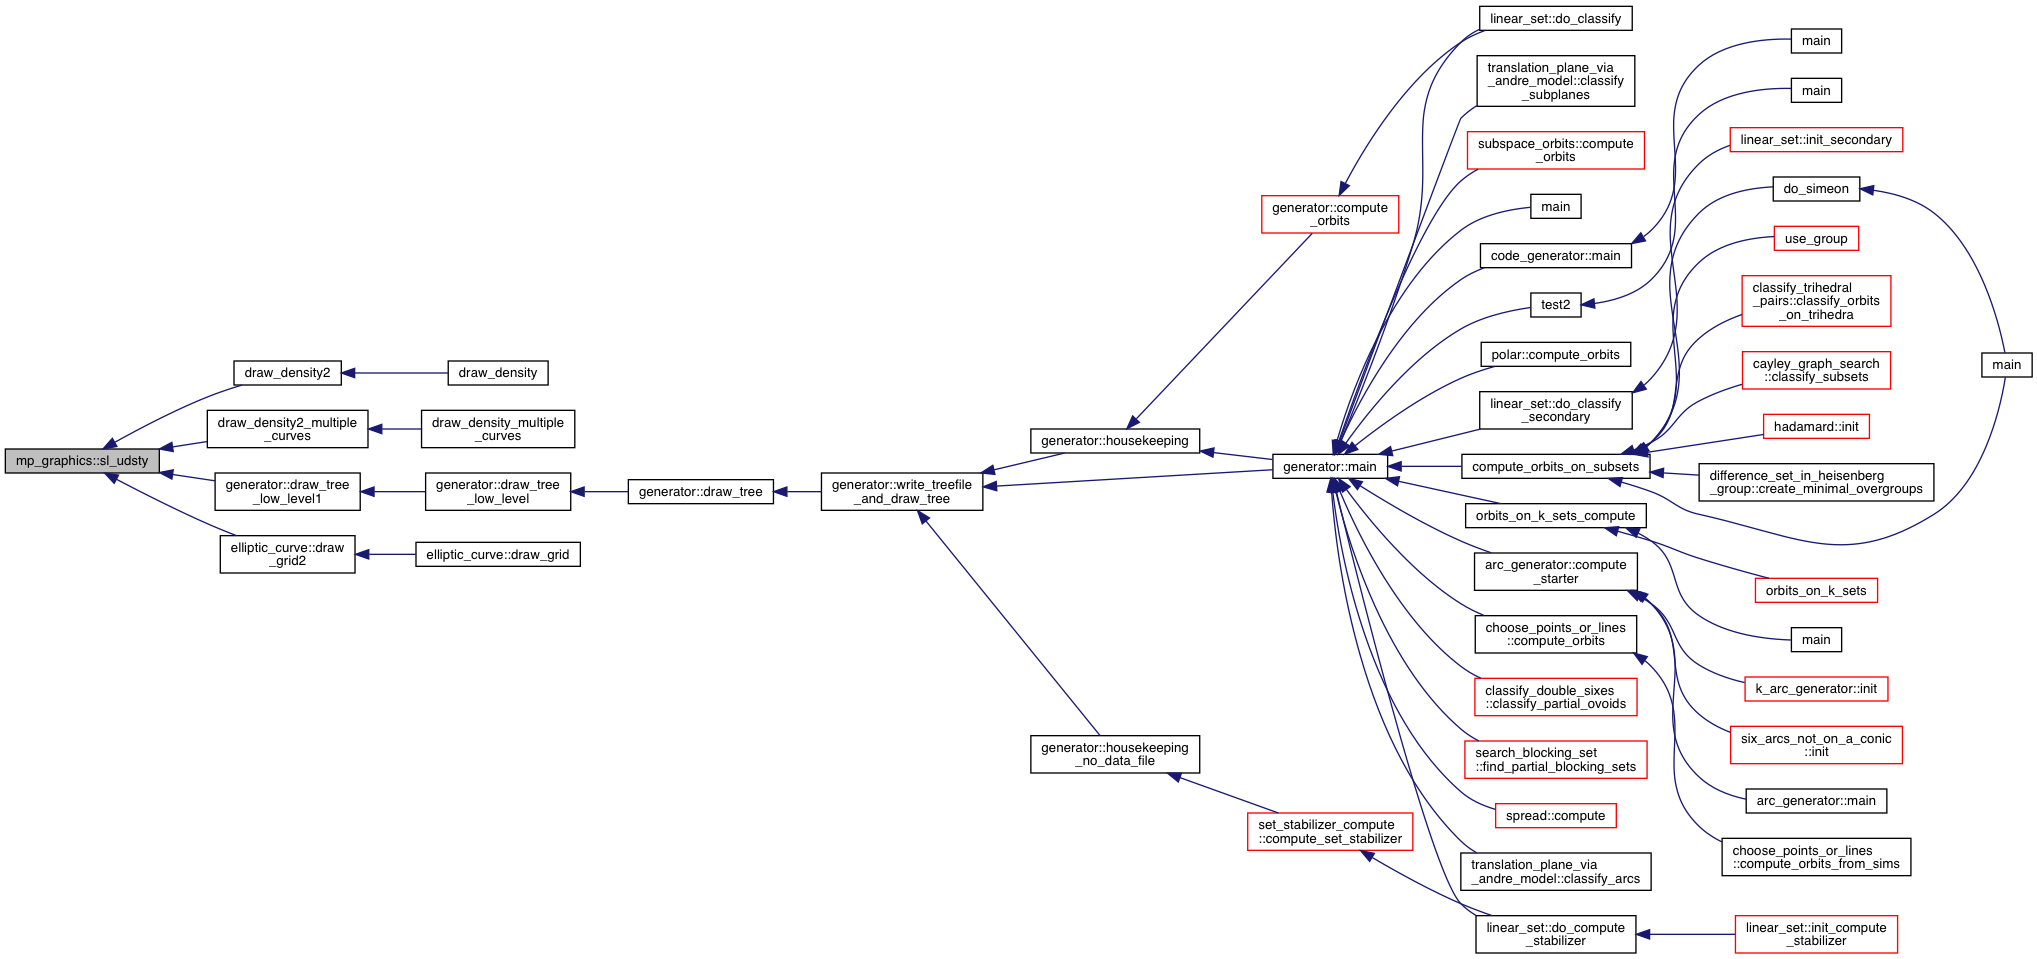 mp_graphics::sl_udsty
draw_density2
draw_density
draw_density2_multiple
_curves
draw_density_multiple
_curves
generator::draw_tree
_low_level1
generator::draw_tree
_low_level
generator::draw_tree
generator::write_treefile
_and_draw_tree
elliptic_curve::draw
_grid2
elliptic_curve::draw_grid
generator::housekeeping
generator::housekeeping
_no_data_file
generator::compute
_orbits
generator::main
set_stabilizer_compute
::compute_set_stabilizer
linear_set::do_classify
translation_plane_via
_andre_model::classify
_subplanes
subspace_orbits::compute
_orbits
main
code_generator::main
test2
polar::compute_orbits
linear_set::do_classify
_secondary
compute_orbits_on_subsets
orbits_on_k_sets_compute
arc_generator::compute
_starter
choose_points_or_lines
::compute_orbits
classify_double_sixes
::classify_partial_ovoids
search_blocking_set
::find_partial_blocking_sets
spread::compute
translation_plane_via
_andre_model::classify_arcs
linear_set::do_compute
_stabilizer
main
main
linear_set::init_secondary
do_simeon
use_group
classify_trihedral
_pairs::classify_orbits
_on_trihedra
cayley_graph_search
::classify_subsets
hadamard::init
difference_set_in_heisenberg
_group::create_minimal_overgroups
orbits_on_k_sets
main
k_arc_generator::init
six_arcs_not_on_a_conic
::init
arc_generator::main
choose_points_or_lines
::compute_orbits_from_sims
linear_set::init_compute
_stabilizer
main